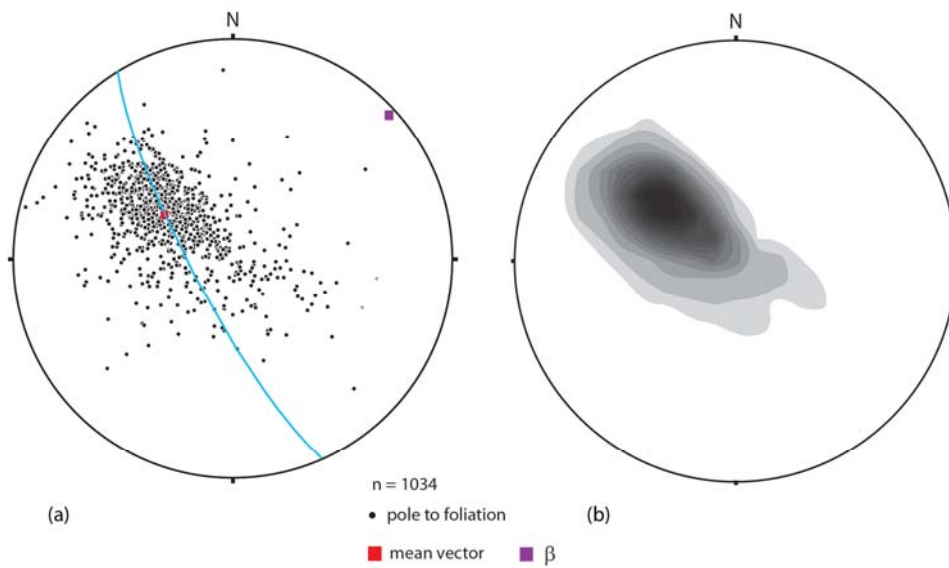 N
N
n = 1034
(a)
pole to foliation
(b)
mean vector
β